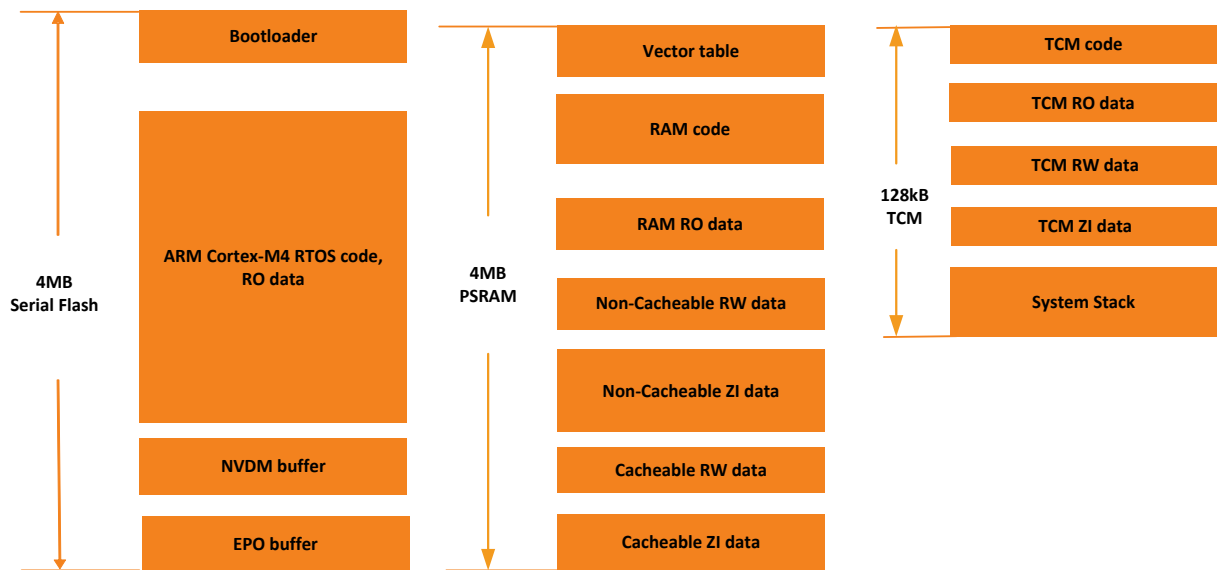 Bootloader
ARM Cortex-M4 RTOS code,
RO data
NVDM buffer
EPO buffer
4MB
Serial Flash
Vector table
RAM code
RAM RO data
Non-Cacheable RW data
Non-Cacheable ZI data
Cacheable RW data
Cacheable ZI data
4MB
PSRAM
TCM code
TCM RO data
TCM RW data
TCM ZI data
System Stack
128kB
TCM